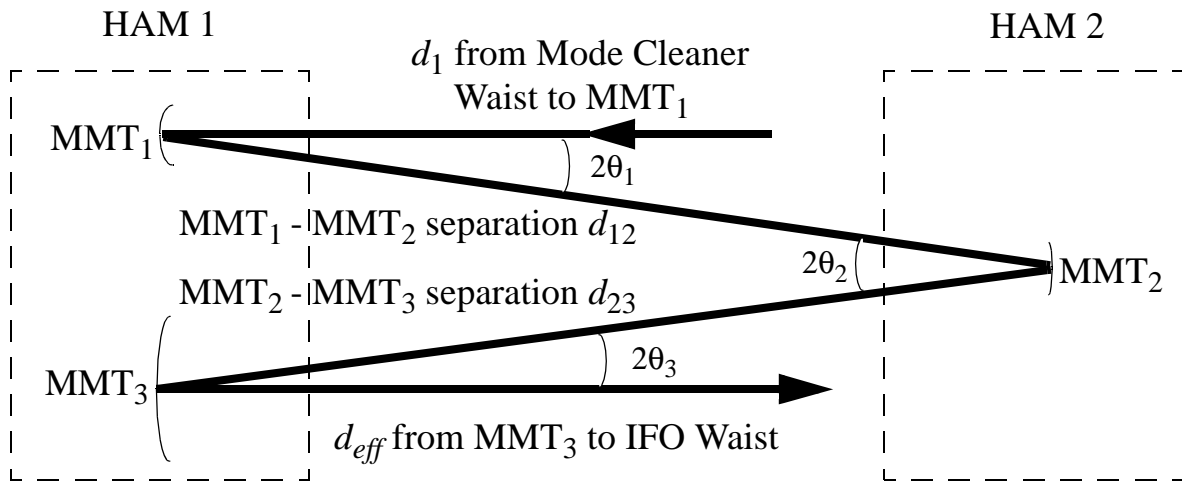 HAM 1
HAM 2
d1 from Mode Cleaner
Waist to MMT1
MMT1
2θ1
MMT1 - MMT2 separation d12
2θ2
MMT2
MMT2 - MMT3 separation d23
2θ3
MMT3
deff from MMT3 to IFO Waist